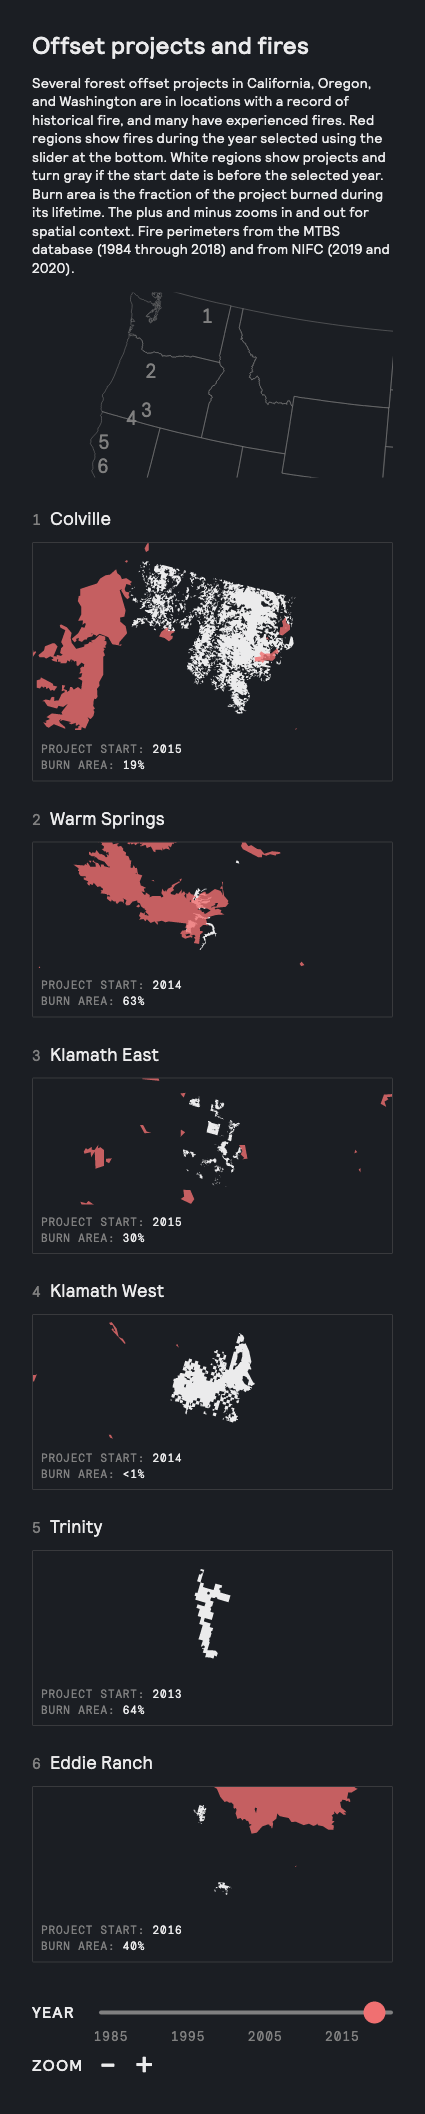 Offset projects and fires
Several forest offset projects in California, Oregon,
and Washington are in locations with a record of
historical fire, and many have experienced fires. Red
regions show fires during the year selected using the
slider at the bottom. White regions show projects and
turn gray if the start date is before the selected year.
Burn area is the fraction of the project burned during
its lifetime. The plus and minus zooms in and out for
spatial context. Fire perimeters from the MTBS
database (1984 through 2018) and from NIFC (2019 and
2020).
1
2
3
4
5
6
1 Colville
PROJECT START: 2015
BURN AREA: 19%
2 Warm Springs
PROJECT START: 2014
BURN AREA: 63%
3 Klamath East
PROJECT START: 2015
BURN AREA: 30%
4 Klamath West
PROJECT START: 2014
BURN AREA: <1%
5 Trinity
PROJECT START: 2013
BURN AREA: 64%
6 Eddie Ranch
PROJECT START: 2016
BURN AREA: 40%
YEAR
1985 1995 2005 2015
ZOOM − +